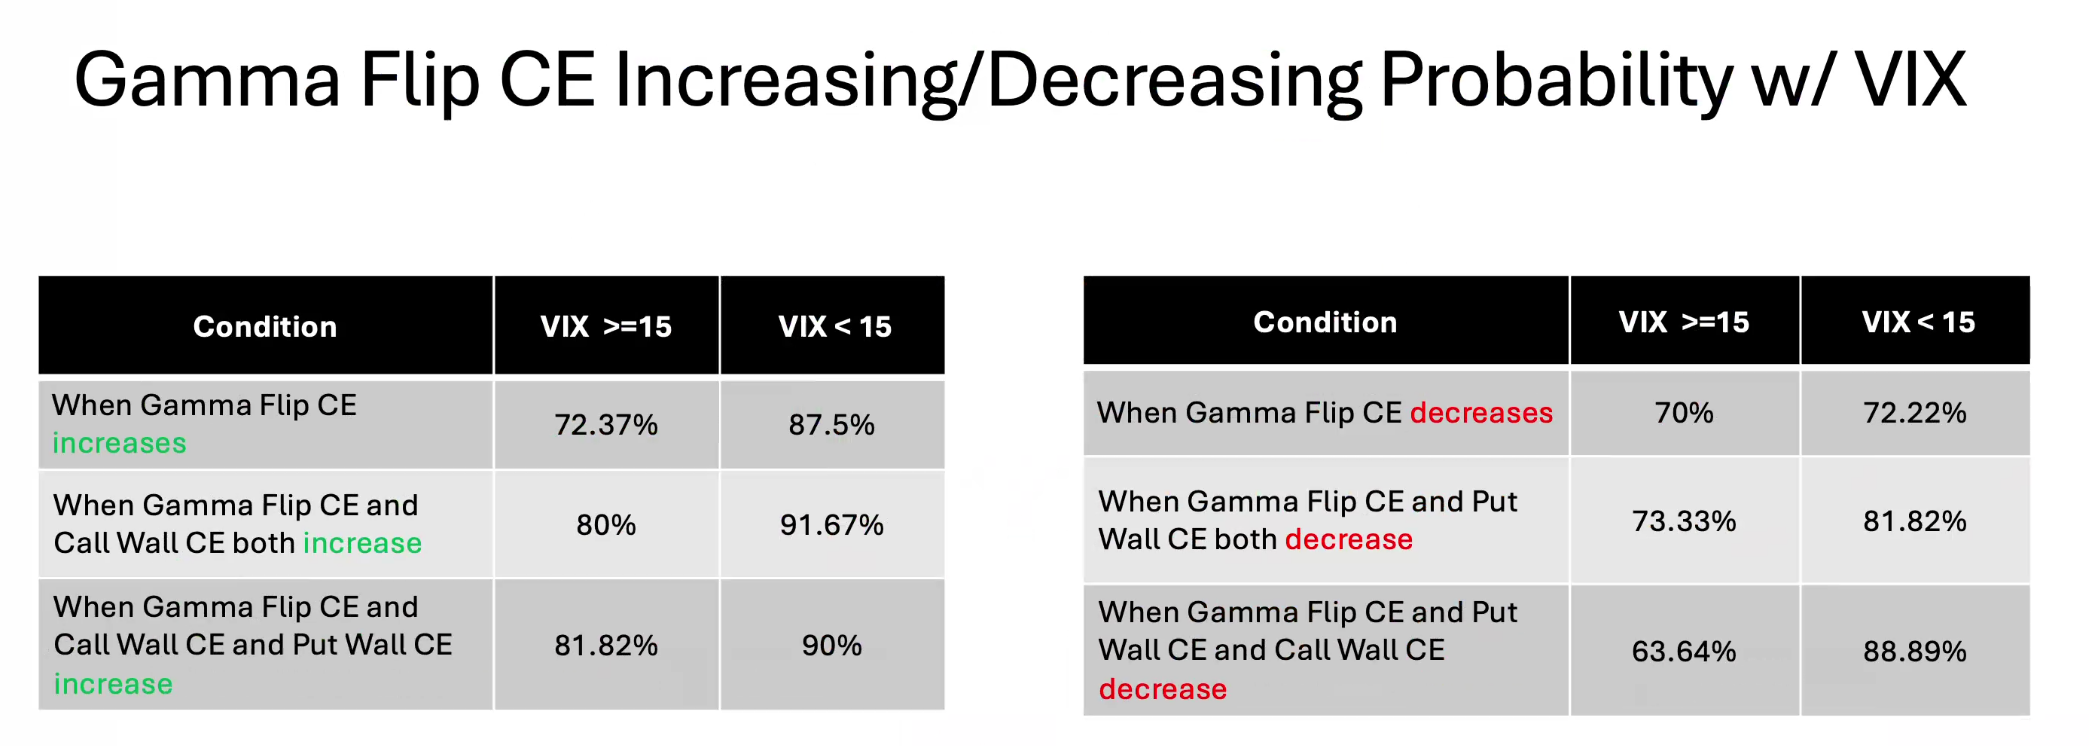 Gamma Flip CE Increasing/Decreasing Probability w/ VIX
Condition
VIX >=15
VIX < 15
When Gamma Flip CE
increases
72.37%
87.5%
When Gamma Flip CE and
Call Wall CE both increase
80%
91.67%
When Gamma Flip CE and
Call Wall CE and Put Wall CE
increase
81.82%
90%
Condition
VIX >=15
VIX < 15
When Gamma Flip CE decreases
70%
72.22%
When Gamma Flip CE and Put
Wall CE both decrease
73.33%
81.82%
When Gamma Flip CE and Put
Wall CE and Call Wall CE
decrease
63.64%
88.89%